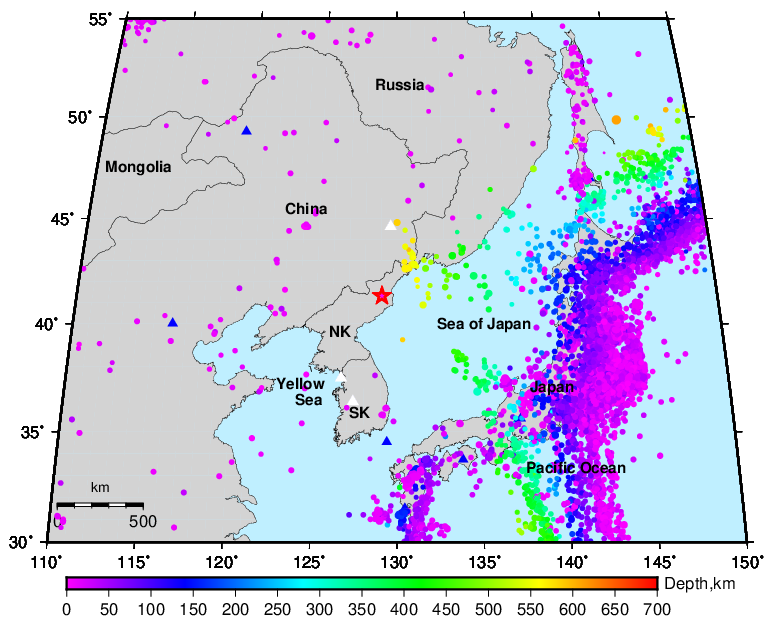 55°
Russia
50°
Mongolia
China
45°
40°
Sea of Japan
NK
Yellow
Sea
Japan
SK
35°
Pacific Ocean
km
0 500
30°
110° 115° 120° 125° 130° 135° 140° 145° 150°
Depth,km
0 50 100 150 200 250 300 350 400 450 500 550 600 650 700